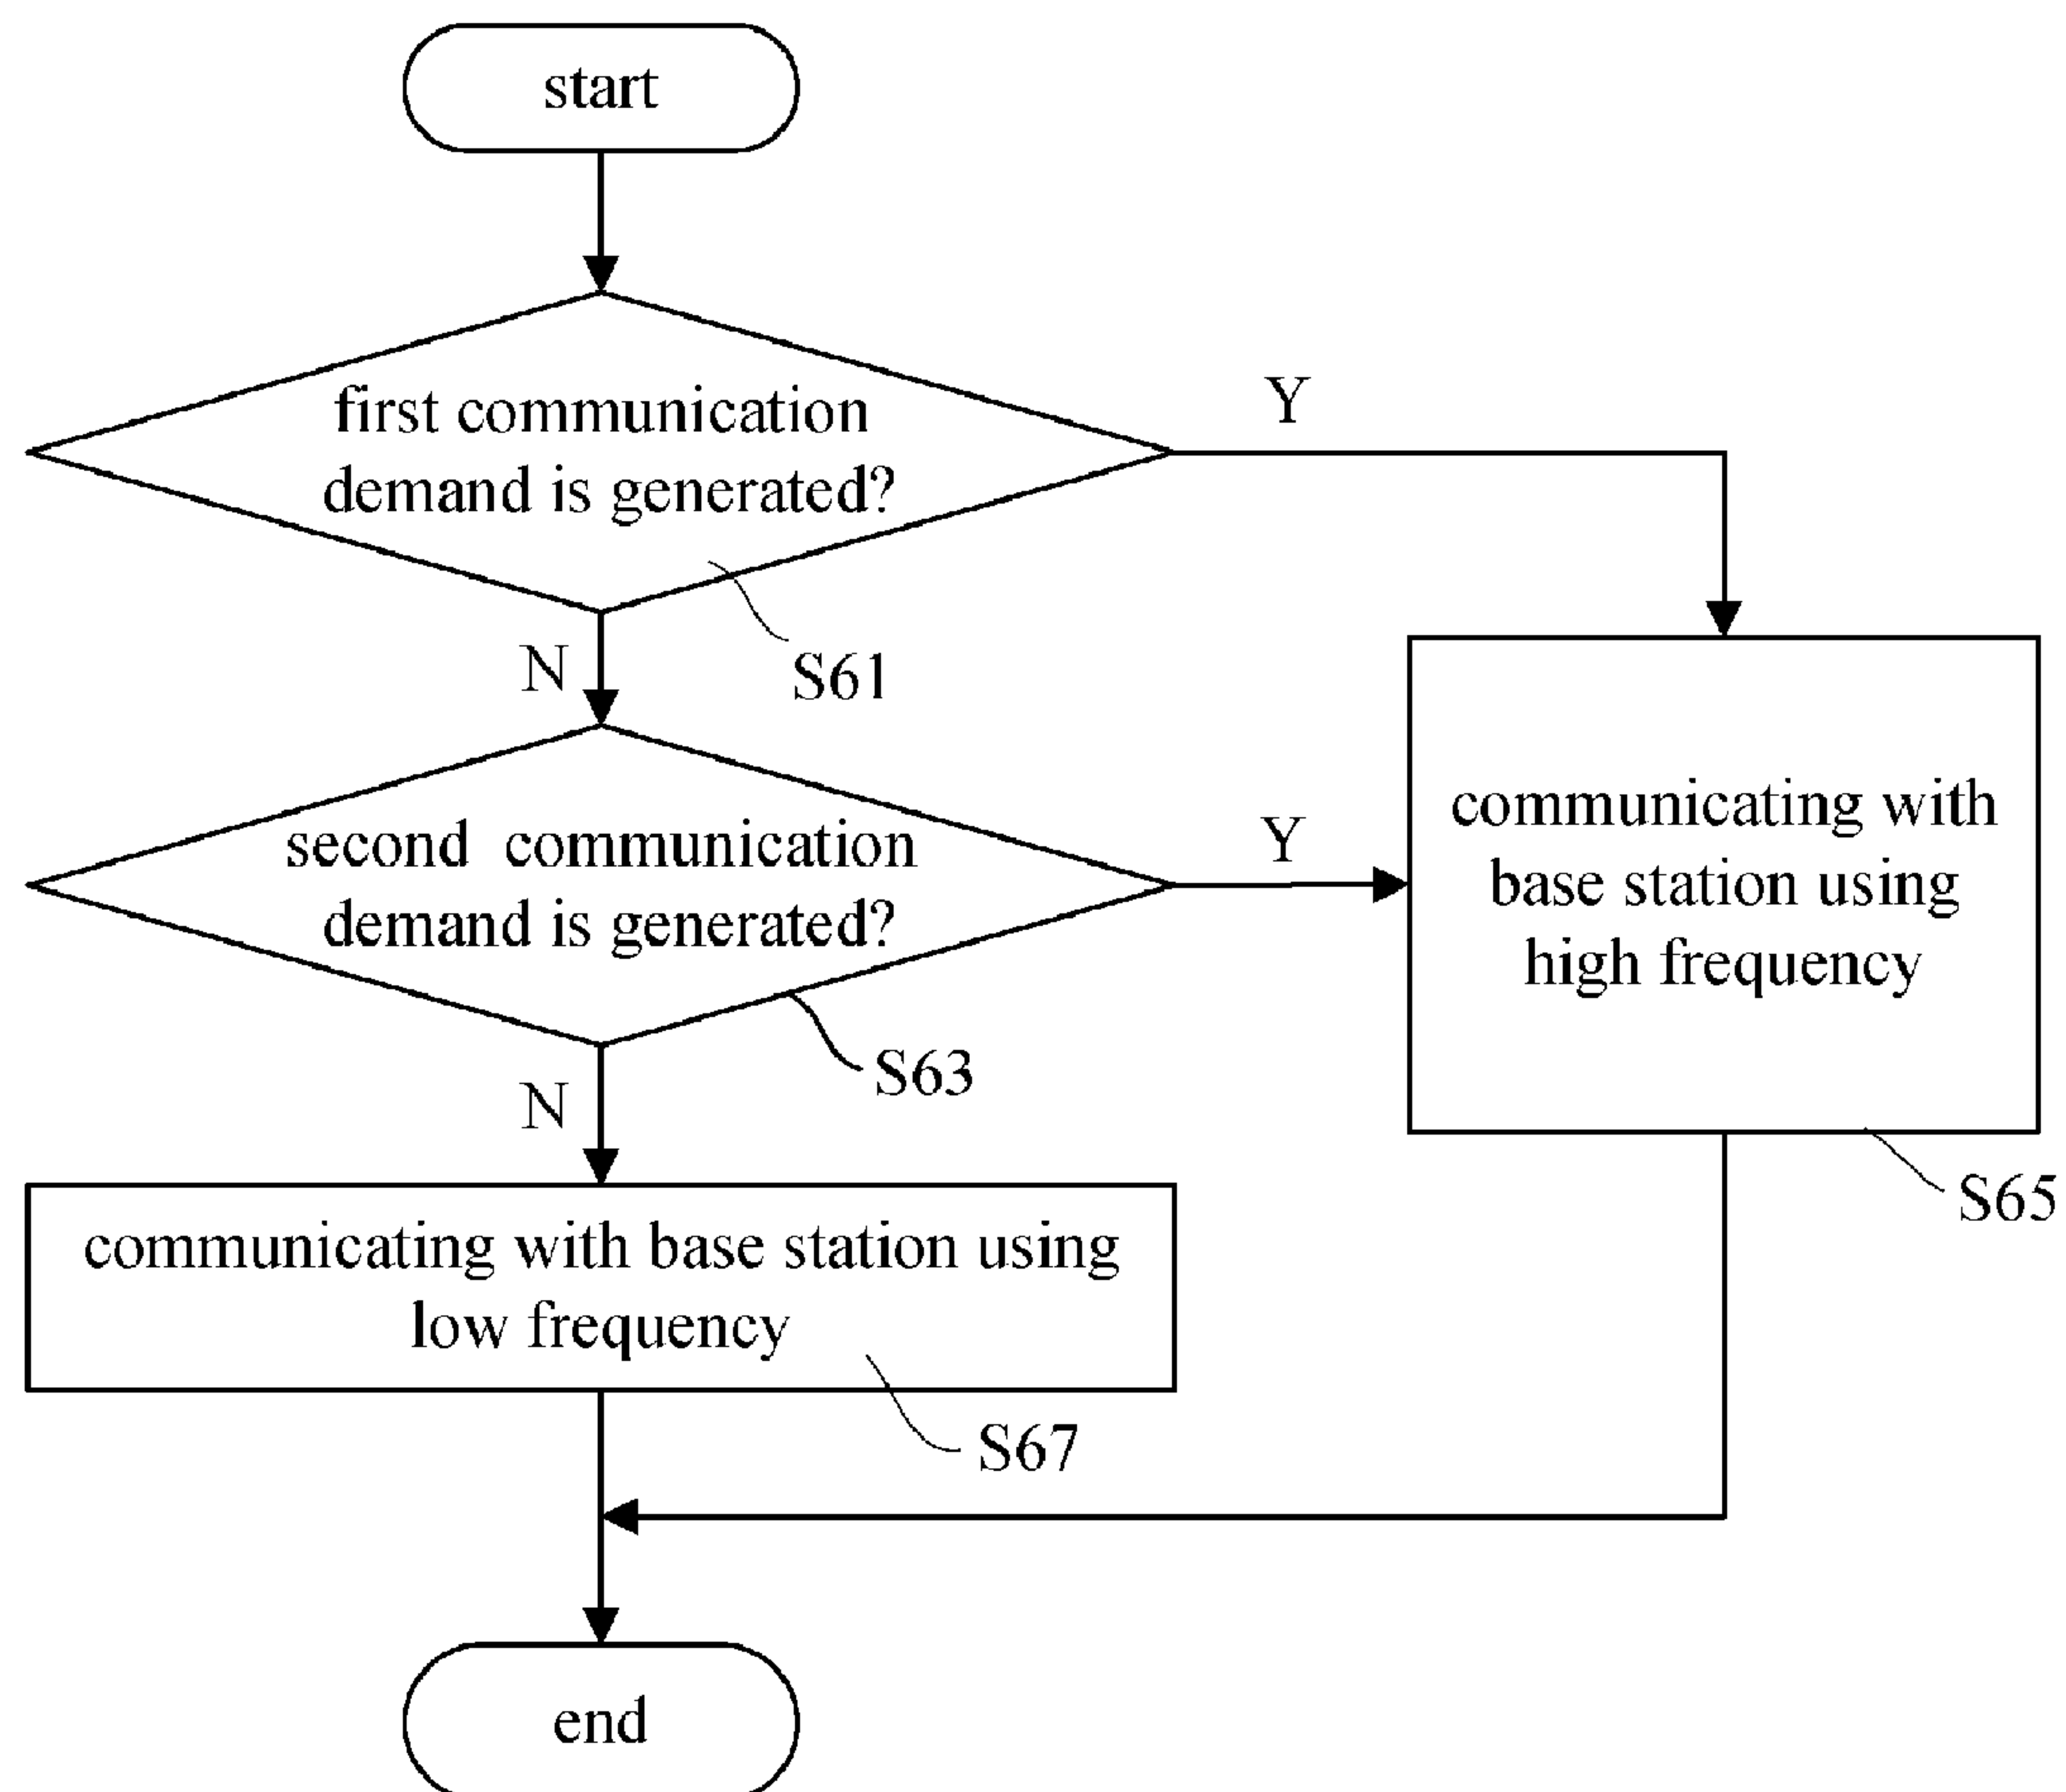 start
first communication
demand is generated?
Y
N
S61
second communication
demand is generated?
Y
communicating with
base station using
high frequency
S63
N
S65
communicating with base station using
low frequency
S67
end